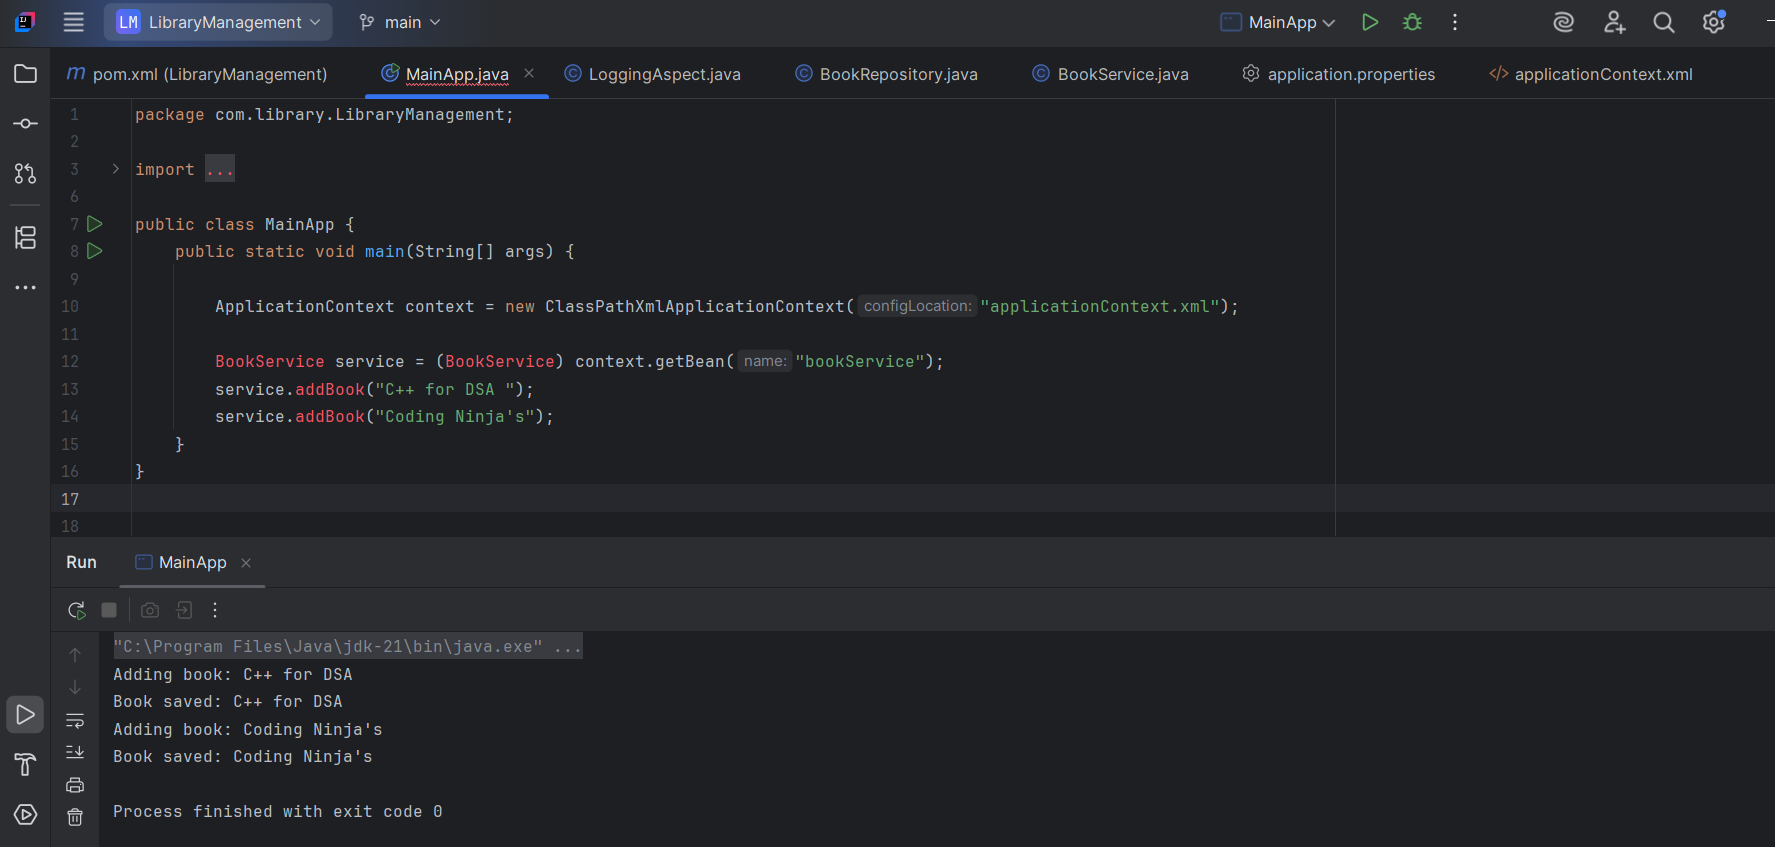 LM LibraryManagement main MainApp
pom.xml (LibraryManagement) MainApp.java LoggingAspect.java BookRepository.java BookService.java application.properties applicationContext.xml
1 package com.library.LibraryManagement;
2
3 import ...
6
7 public class MainApp {
8 public static void main(String[] args) {
9
10 ApplicationContext context = new ClassPathXmlApplicationContext( configLocation: "applicationContext.xml");
11
12 BookService service = (BookService) context.getBean( name: "bookService");
13 service.addBook("C++ for DSA ");
14 service.addBook("Coding Ninja's");
15 }
16 }
17
18
Run MainApp
"C:\Program Files\Java\jdk-21\bin\java.exe" ...
Adding book: C++ for DSA
Book saved: C++ for DSA
Adding book: Coding Ninja's
Book saved: Coding Ninja's
Process finished with exit code 0